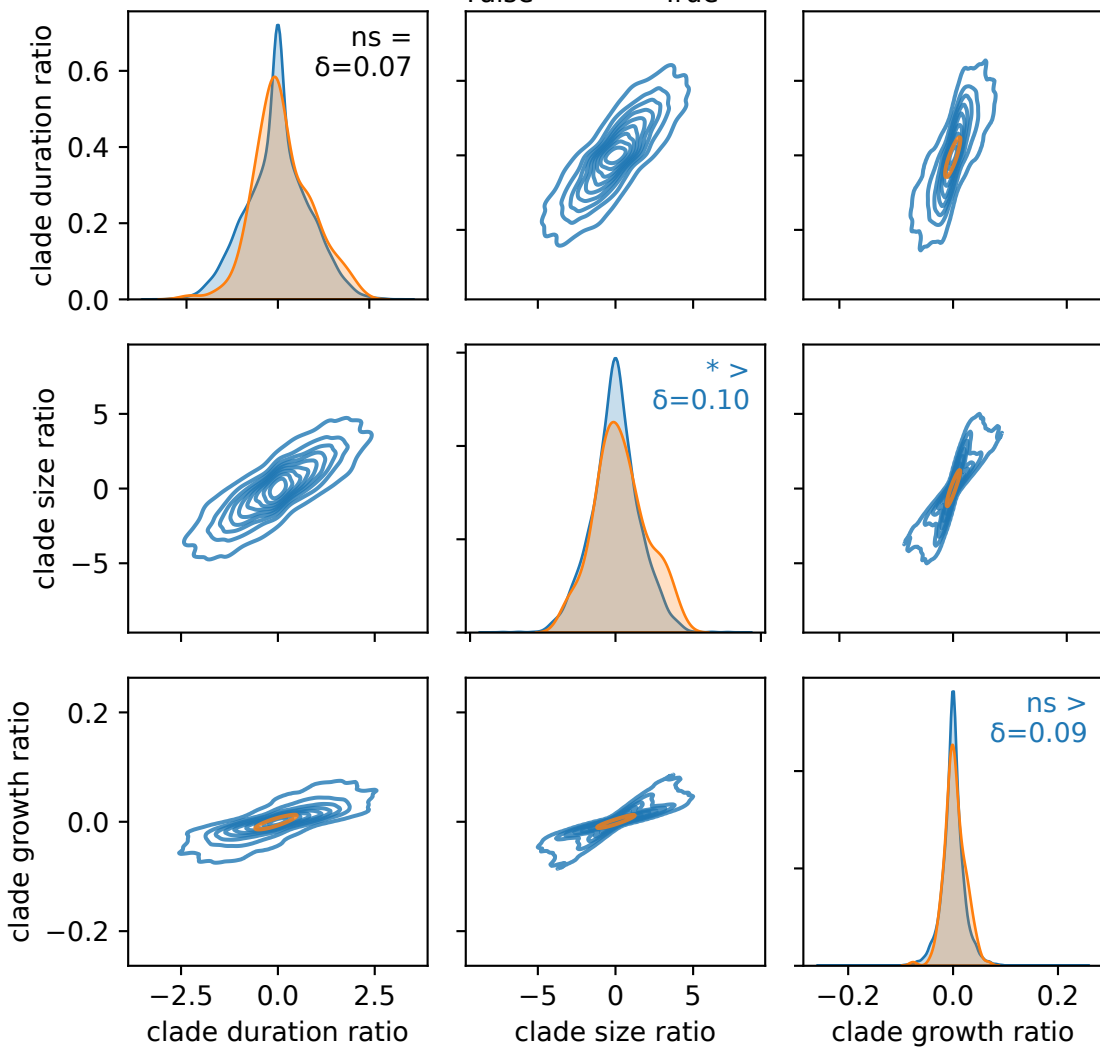 clade duration ratio
0.6
0.4
0.2
0.0
ns =
δ=0.07
clade size ratio
5
0
−5
* >
δ=0.10
clade growth ratio
0.2
0.0
−0.2
ns >
δ=0.09
−2.5 0.0 2.5
−5 0 5
−0.2 0.0 0.2
clade duration ratio
clade size ratio
clade growth ratio